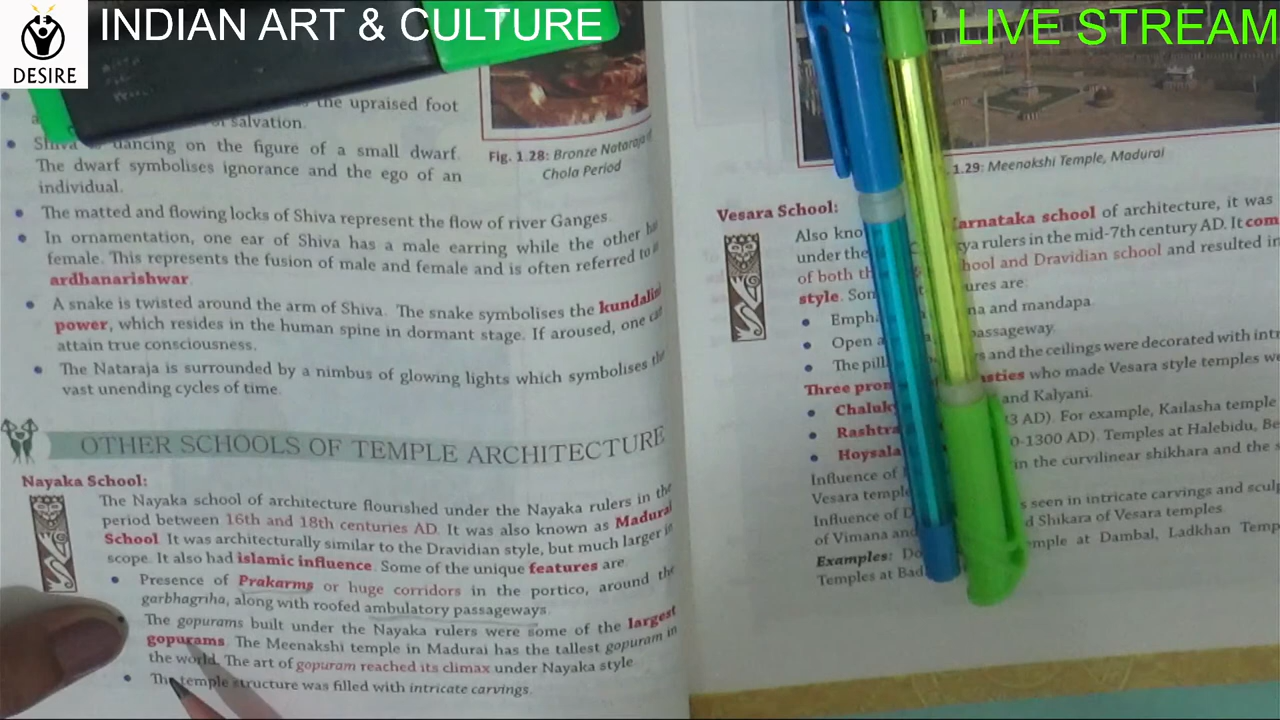 INDIAN ART & CULTURE
LIVE STREAM
DESIRE
the upraised foot
salvation.
Shiva is dancing on the figure of a small dwarf.
The dwarf symbolises ignorance and the ego of an
individual.
The matted and flowing locks of Shiva represent the flow of river Ganges.
In ornamentation, one ear of Shiva has a male earring while the other
female. This represents the fusion of male and female and is often referred to
ardhanarishwar.
A snake is twisted around the arm of Shiva. The snake symbolises the kundalini
power, which resides in the human spine in dormant stage. If aroused, one can
attain true consciousness.
The Nataraja is surrounded by a nimbus of glowing lights which symbolises the
vast unending cycles of time.
Fig. 1.28: Bronze Nataraja
Chola Period
OTHER SCHOOLS OF TEMPLE ARCHITECTURE
Nayaka School:
The Nayaka school of architecture flourished under the Nayaka rulers in the
period between 16th and 18th centuries AD. It was also known as Madurai
School. It was architecturally similar to the Dravidian style, but much larger in
scope. It also had islamic influence. Some of the unique features are:
Presence of Prakarms or huge corridors in the portico, around the
garbhagriha, along with roofed ambulatory passageways.
The gopurams built under the Nayaka rulers were some of the largest
gopurams. The Meenakshi temple in Madurai has the tallest gopuram in
the world. The art of gopuram reached its climax under Nayaka style.
The temple structure was filled with intricate carvings.
1.29: Meenakshi Temple, Madurai
Vesara School:
Also Karnataka school of architecture, it was
under the rulers in the mid-7th century AD. It
of both and Dravidian school and resulted in
style.
are:
and mandapa.
Open passageway.
The and the ceilings were decorated with
Three who made Vesara style temples
and Kalyani.
AD). For example, Kailasha temple
-1300 AD). Temples at Halebidu,
Hoysala
Influence of in the curvilinear shikhara and the
Vesara
Influence of seen in intricate carvings and
of Vimana and Shikara of Vesara temples.
Examples: temple at Dambal, Ladkhan
Temples at